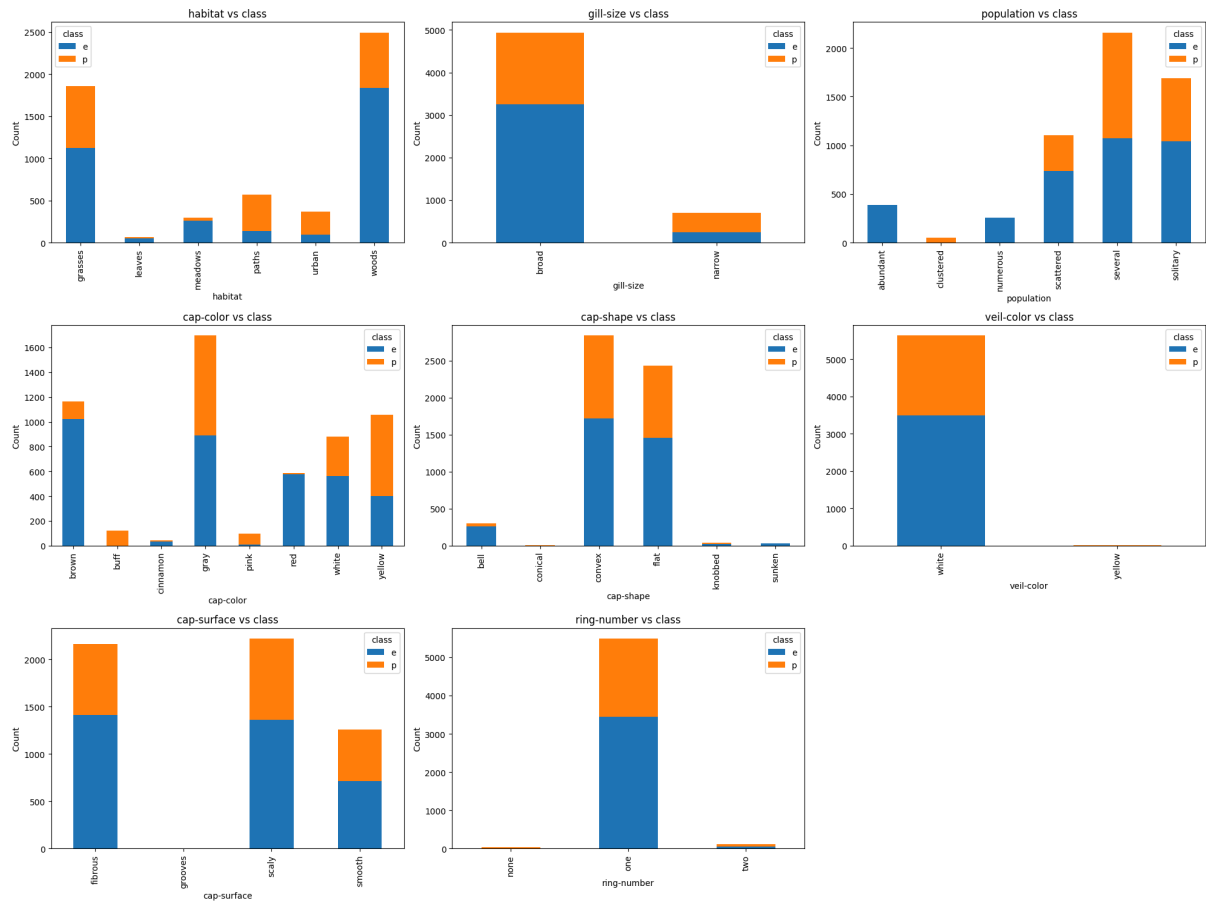 habitat vs class
class
e
p
2500
2000
1500
1000
500
0
Count
grasses
leaves
meadows
paths
urban
woods
habitat
gill-size vs class
class
e
p
5000
4000
3000
2000
1000
0
Count
broad
narrow
gill-size
population vs class
class
e
p
2000
1500
1000
500
0
Count
abundant
clustered
numerous
scattered
several
solitary
population
cap-color vs class
class
e
p
1600
1400
1200
1000
800
600
400
200
0
Count
brown
buff
cinnamon
gray
pink
red
white
yellow
cap-color
cap-shape vs class
class
e
p
2500
2000
1500
1000
500
0
Count
bell
conical
convex
flat
knobbed
sunken
cap-shape
veil-color vs class
class
e
p
5000
4000
3000
2000
1000
0
Count
white
yellow
veil-color
cap-surface vs class
class
e
p
2000
1500
1000
500
0
Count
fibrous
grooves
scaly
smooth
cap-surface
ring-number vs class
class
e
p
5000
4000
3000
2000
1000
0
Count
none
one
two
ring-number